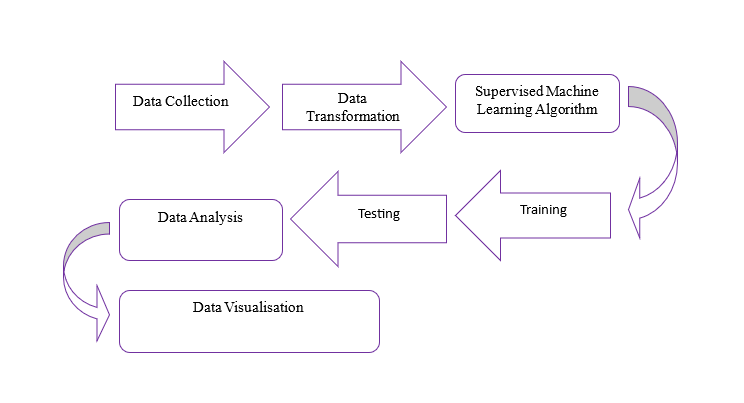 Data Collection
Data
Transformation
Supervised Machine
Learning Algorithm
Training
Testing
Data Analysis
Data Visualisation